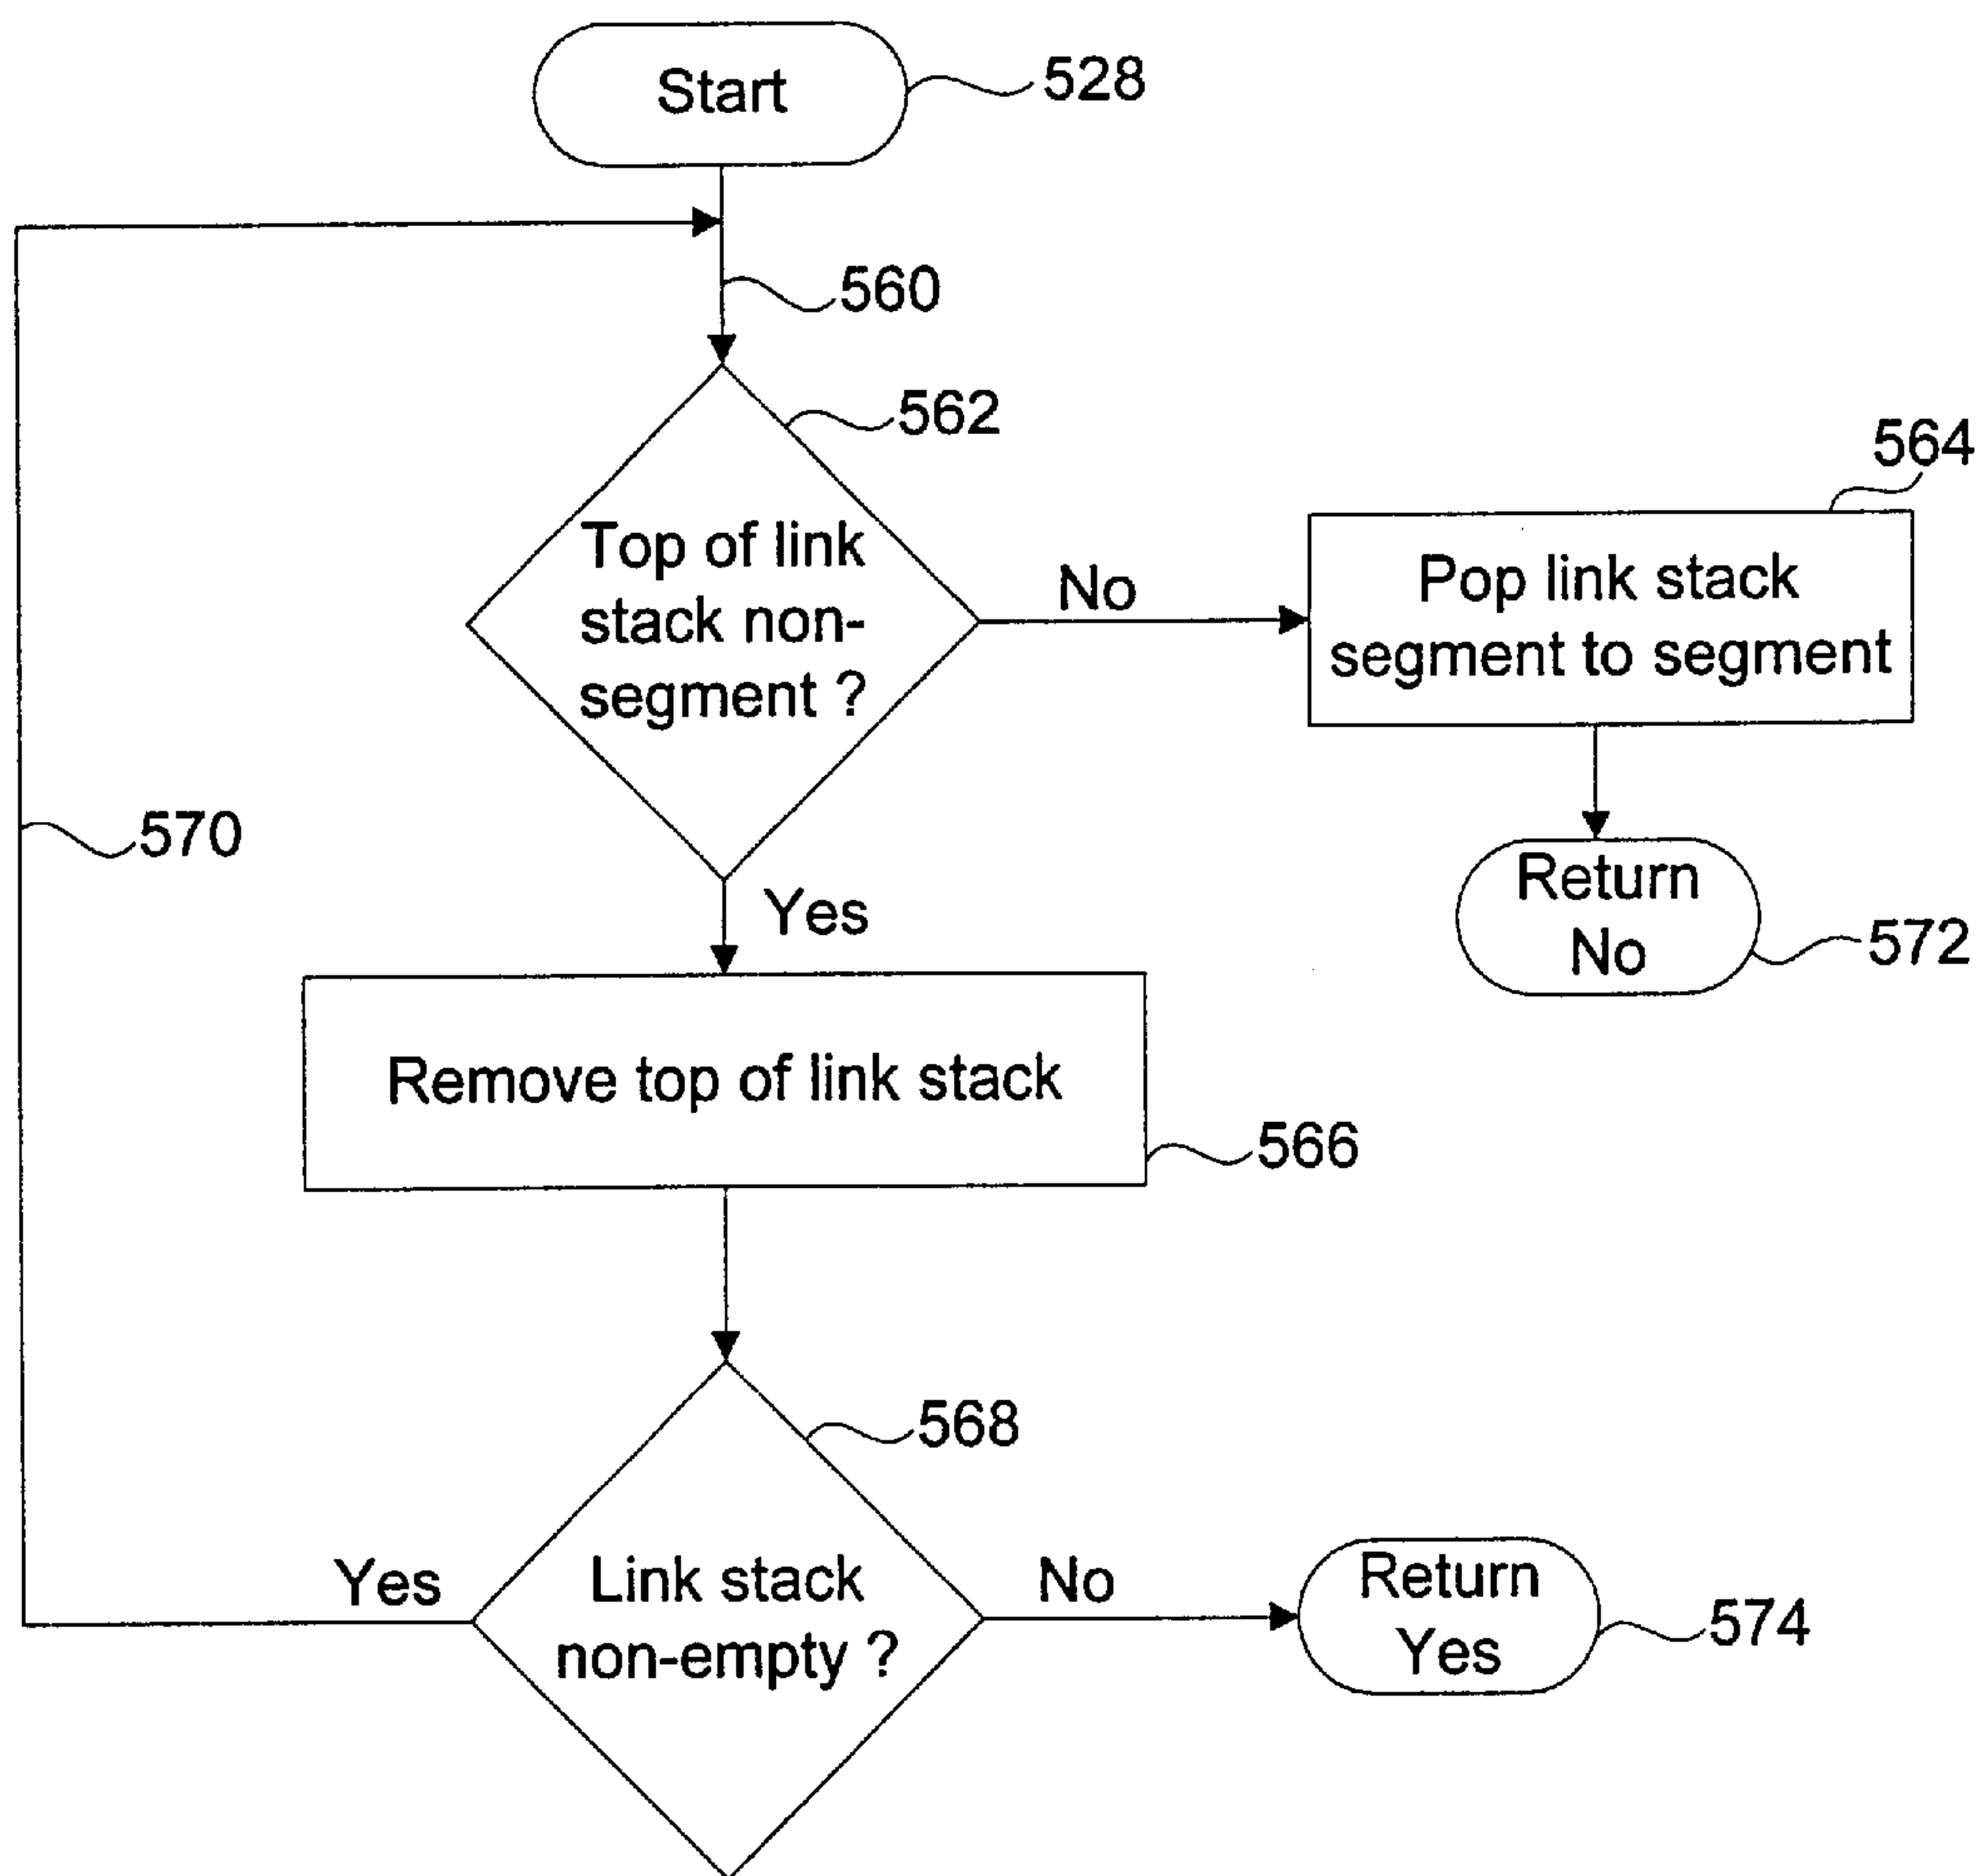 Start
528
560
562
Top of link
stack non-
segment ?
No
564
Pop link stack
segment to segment
570
Yes
Return
No
572
Remove top of link stack
566
568
Yes
Link stack
non-empty ?
No
Return
Yes
574